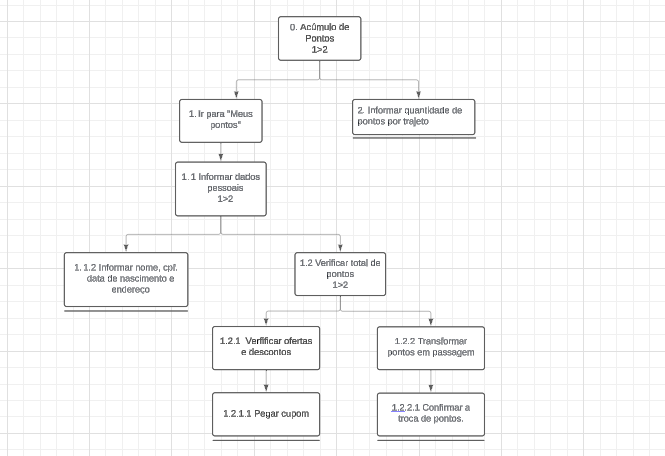 0. Acúmulo de
Pontos
1>2
1. Ir para "Meus
pontos"
2. Informar quantidade de
pontos por trajeto
1. 1 Informar dados
pessoais
1>2
1. 1.2 Informar nome, cpf.
data de nascimento e
endereço
1.2 Verificar total de
pontos
1>2
1.2.1 Verfificar ofertas
e descontos
1.2.2 Transformar
pontos em passagem
1.2.1.1 Pegar cupom
1.2.2.1 Confirmar a
troca de pontos.